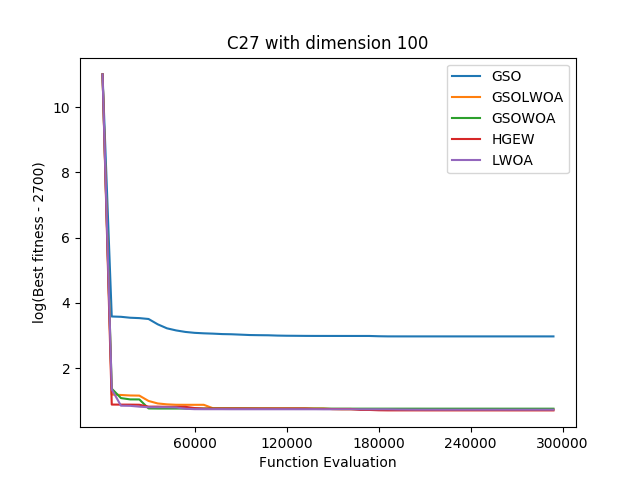 C27 with dimension 100
log(Best fitness - 2700)
10
8
6
4
2
GSO
GSOLWOA
GSOWOA
HGEW
LWOA
60000 120000 180000 240000 300000
Function Evaluation